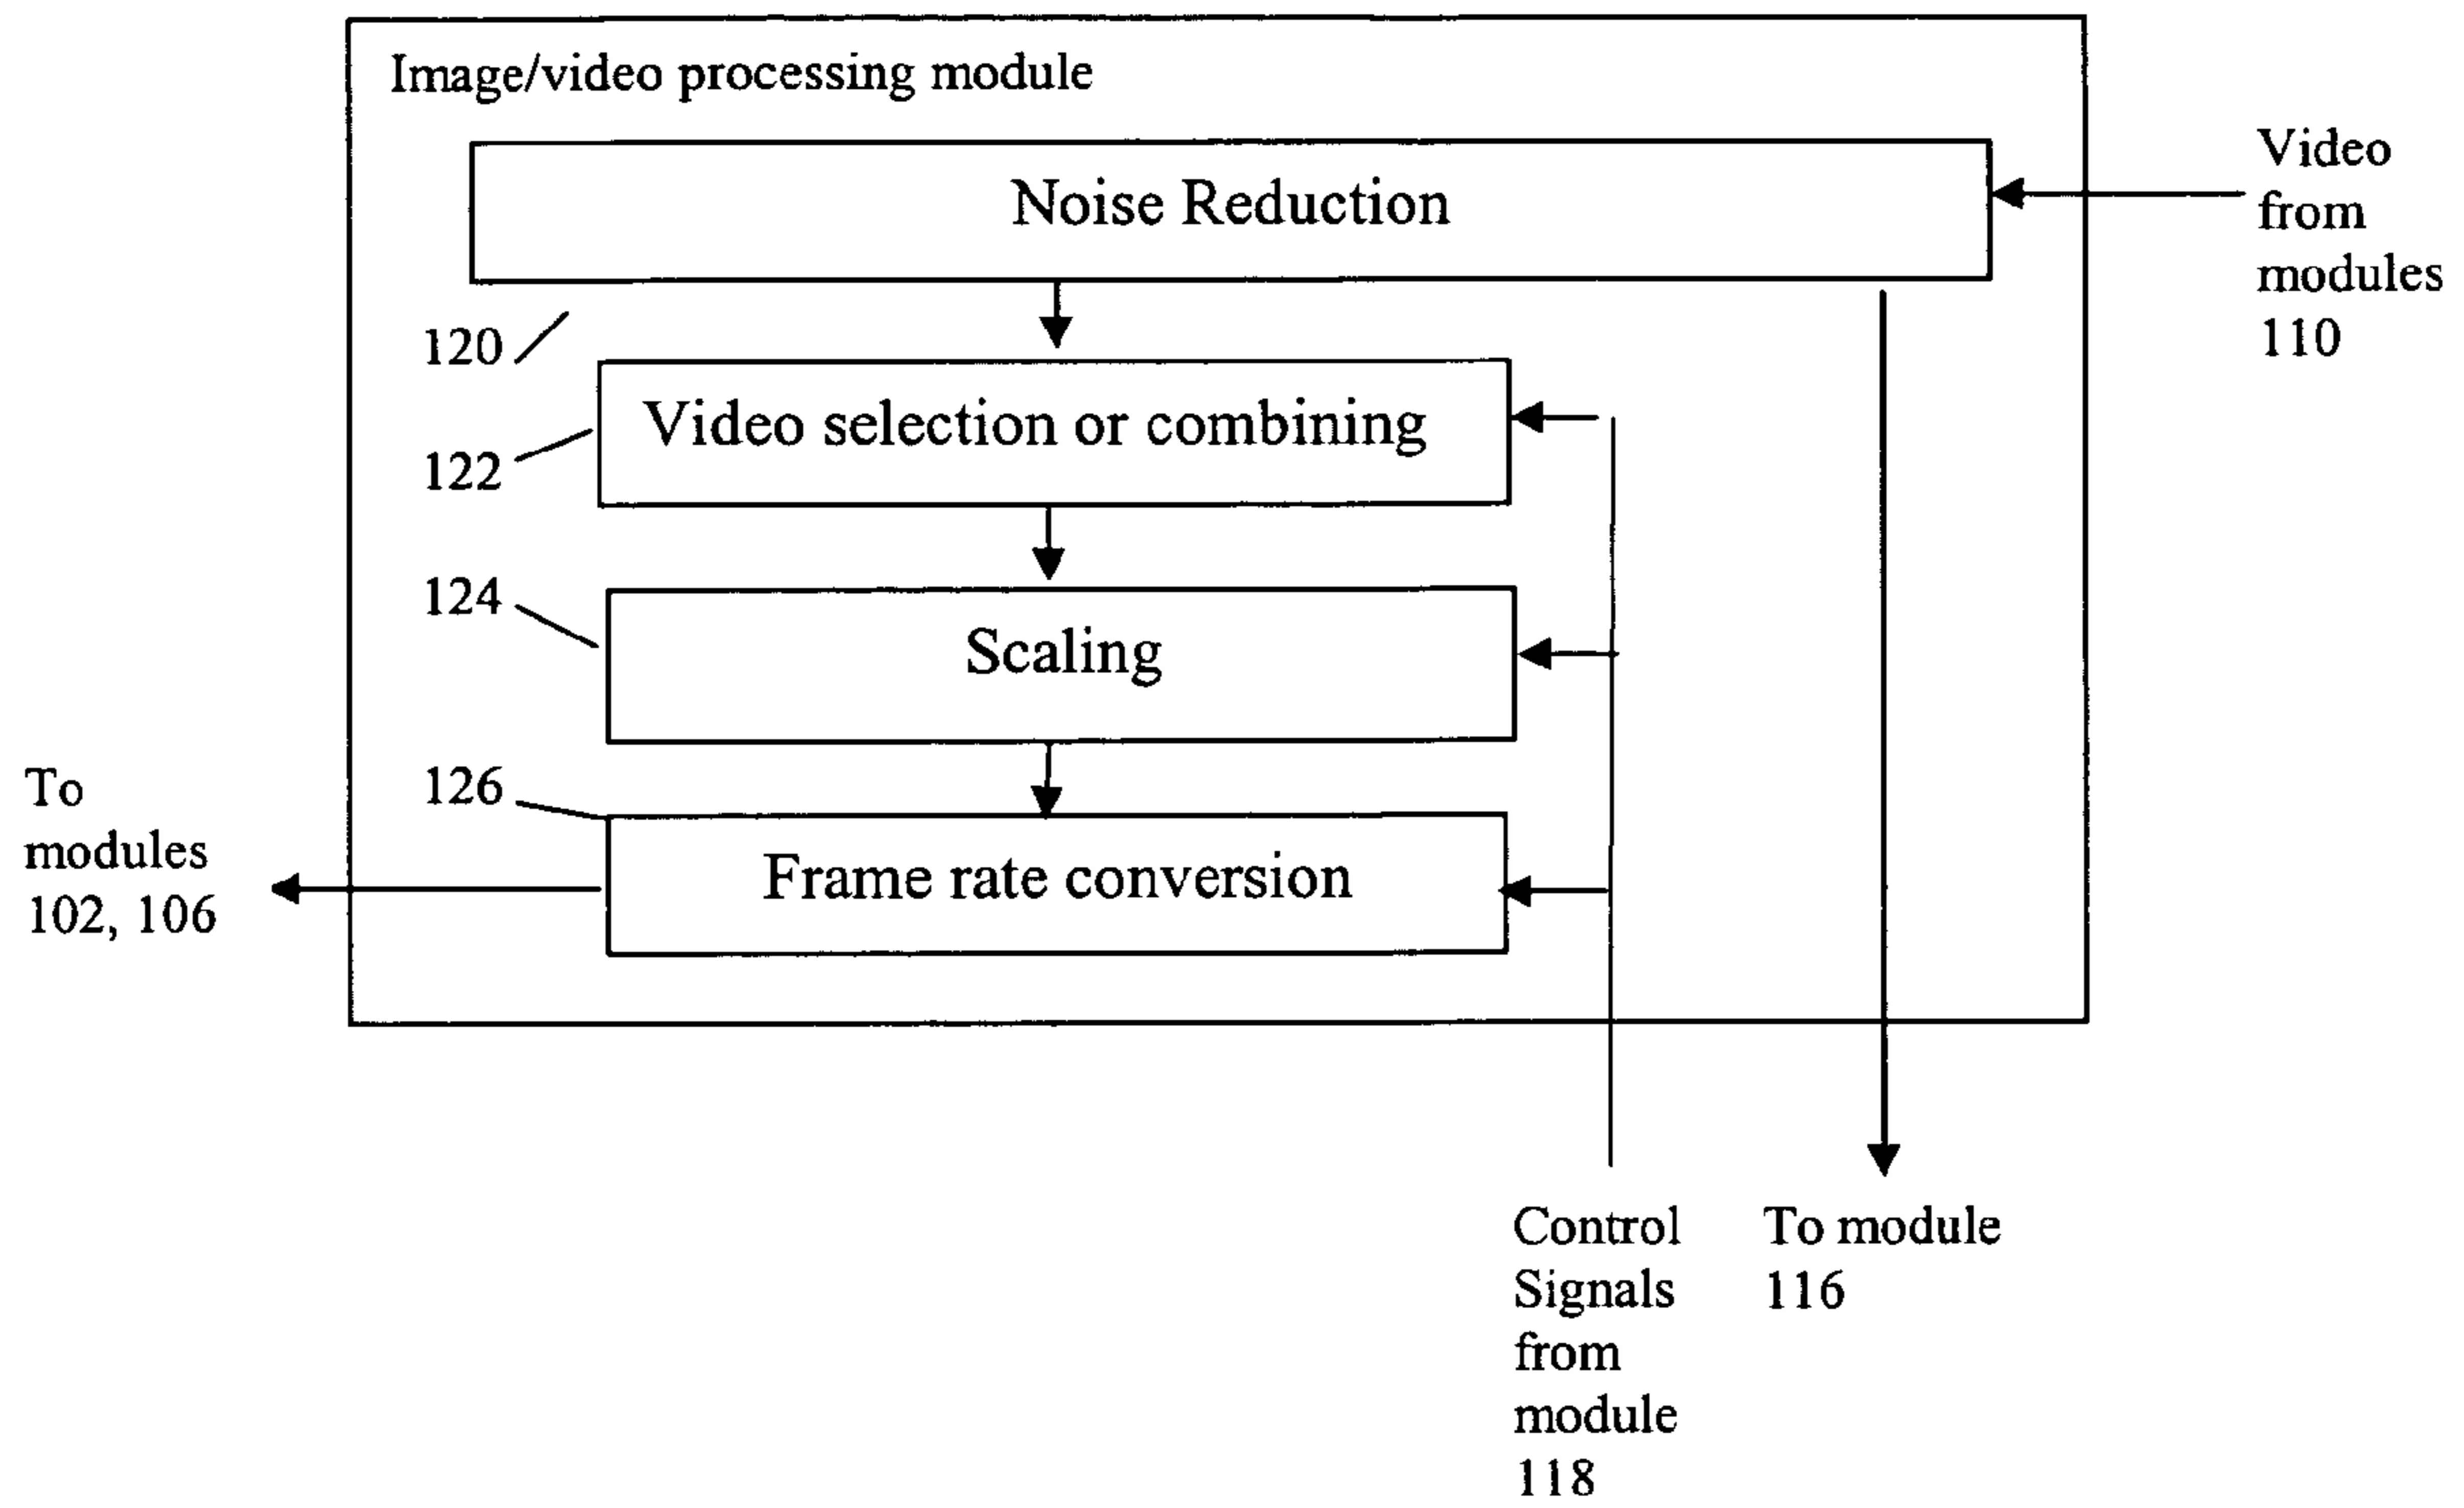 Image/video processing module
Noise Reduction
Video
from
modules
110
120
Video selection or combining
122
124
Scaling
126
Frame rate conversion
To
modules
102, 106
Control
Signals
from
module
118
To module
116